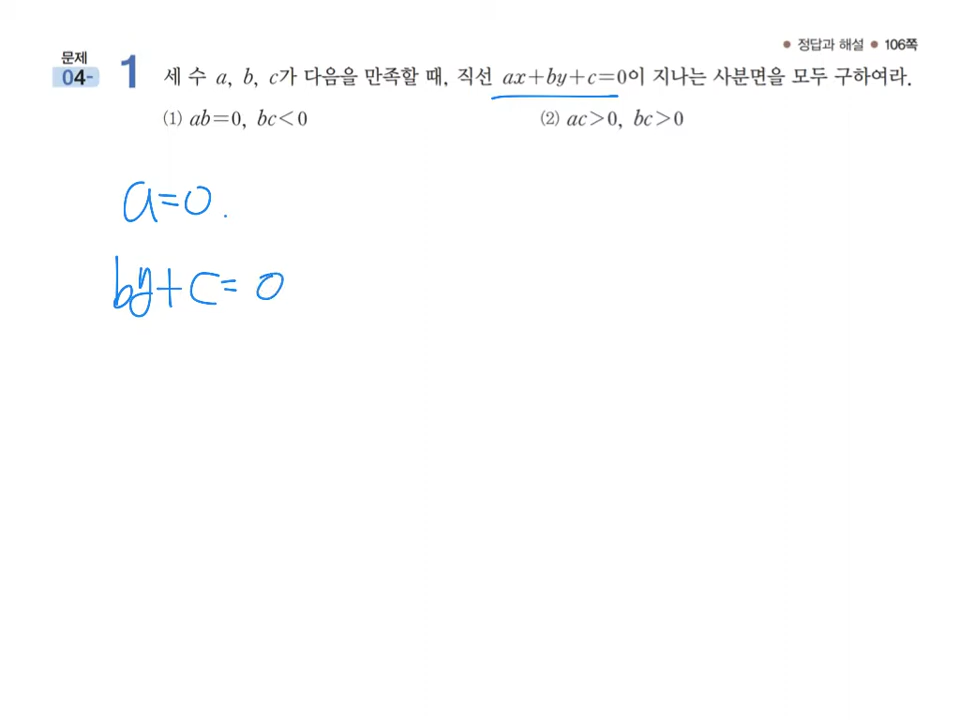 ● 정답과 해설 ● 106쪽
문제
04- 1 세 수 a, b, c가 다음을 만족할 때, 직선 ax+by+c=0이 지나는 사분면을 모두 구하여라.
(1) ab=0, bc<0 (2) ac>0, bc>0
a=0.
by+c=0